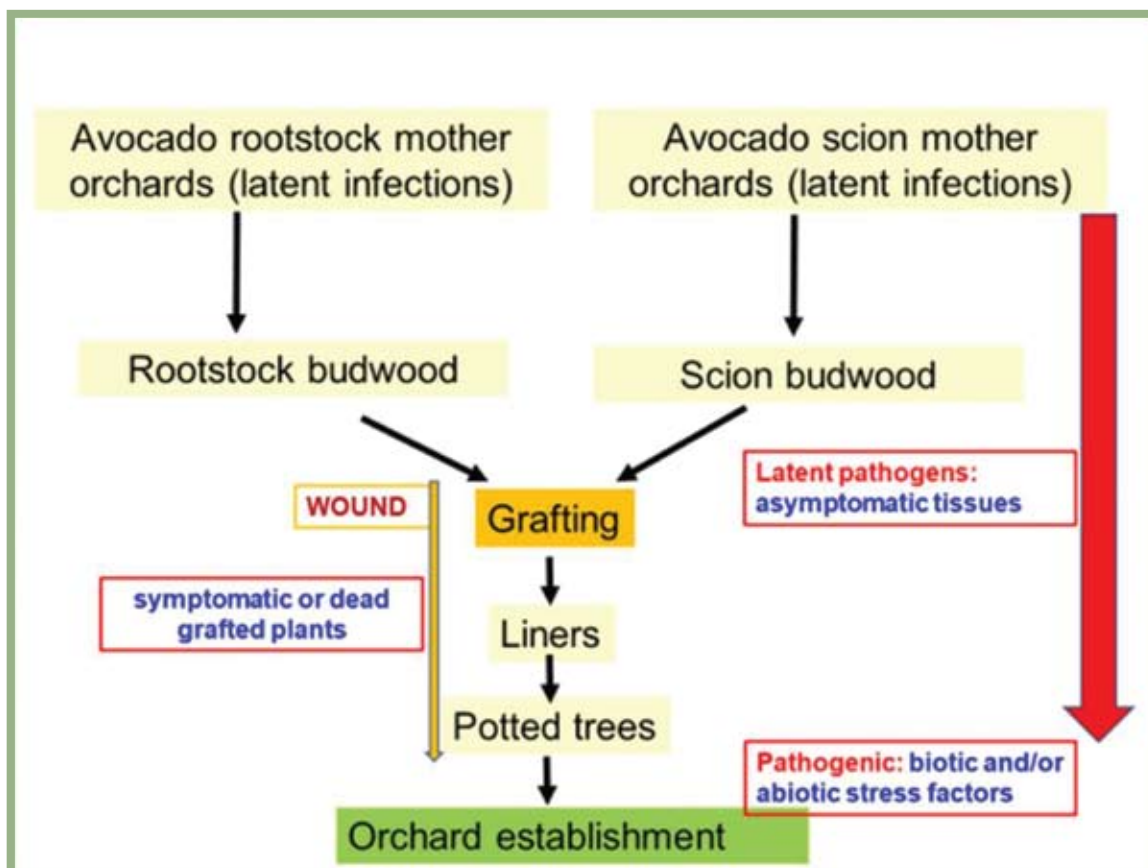 Avocado rootstock mother
orchards (latent infections)
Avocado scion mother
orchards (latent infections)
Rootstock budwood
Scion budwood
Latent pathogens:
asymptomatic tissues
WOUND
Grafting
symptomatic or dead
grafted plants
Liners
Potted trees
Pathogenic: biotic and/or
abiotic stress factors
Orchard establishment